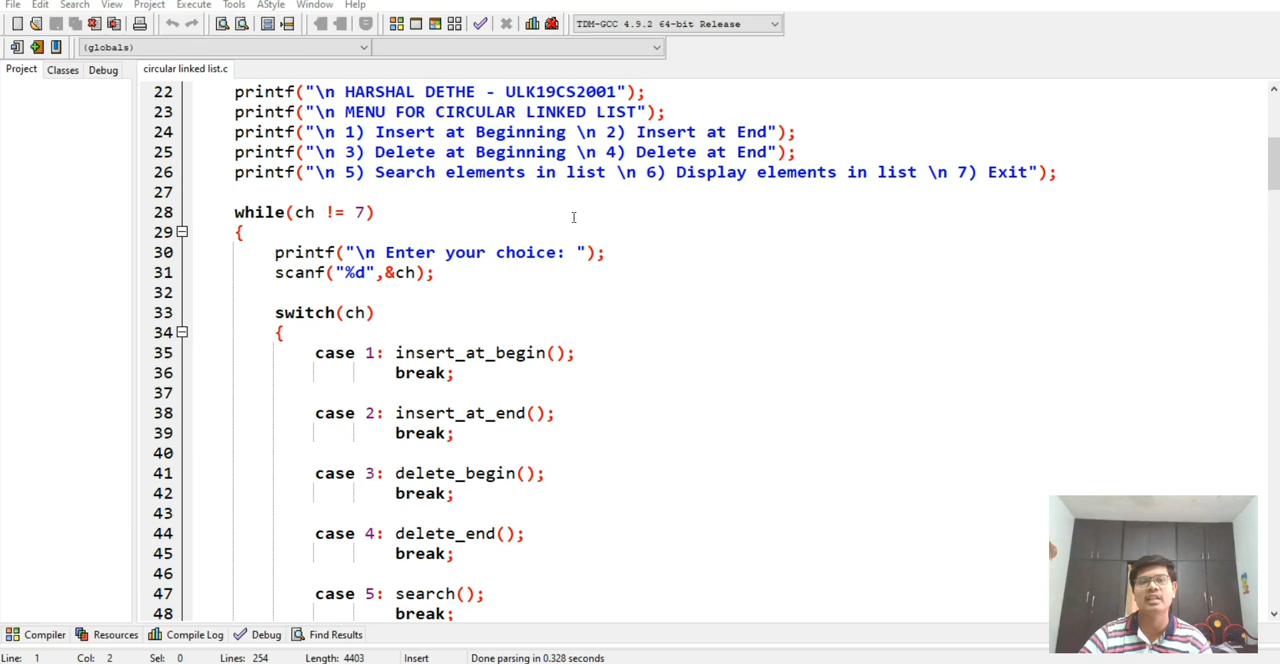 File Edit Search View Project Execute Tools AStyle Window Help
TDM-GCC 4.9.2 64-bit Release
(globals)
Project Classes Debug circular linked list.c
22 printf("\n HARSHAL DETHE - ULK19CS2001");
23 printf("\n MENU FOR CIRCULAR LINKED LIST");
24 printf("\n 1) Insert at Beginning \n 2) Insert at End");
25 printf("\n 3) Delete at Beginning \n 4) Delete at End");
26 printf("\n 5) Search elements in list \n 6) Display elements in list \n 7) Exit");
27
28 while(ch != 7)
29 {
30 printf("\n Enter your choice: ");
31 scanf("%d",&ch);
32
33 switch(ch)
34 {
35 case 1: insert_at_begin();
36 break;
37
38 case 2: insert_at_end();
39 break;
40
41 case 3: delete_begin();
42 break;
43
44 case 4: delete_end();
45 break;
46
47 case 5: search();
48 break;
Compiler Resources Compile Log Debug Find Results
Line: 1 Col: 2 Sel: 0 Lines: 254 Length: 4403 Insert Done parsing in 0.328 seconds